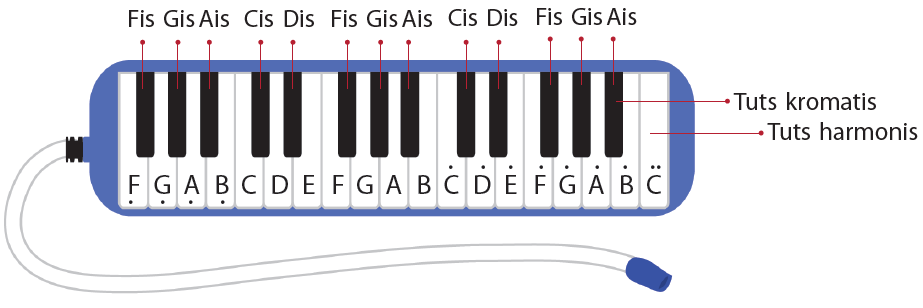 Fis Gis Ais Cis Dis Fis Gis Ais Cis Dis Fis Gis Ais
Tuts kromatis
Tuts harmonis
F̣ G̣ Ạ Ḅ C D E F G A B Ċ Ḋ Ė Ḟ Ġ Ȧ Ḃ C̈